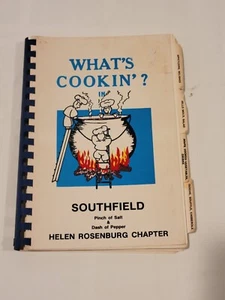 WHAT'S
COOKIN'?
IN
SOUTHFIELD
Pinch of Salt
&
Dash of Pepper
HELEN ROSENBURG CHAPTER